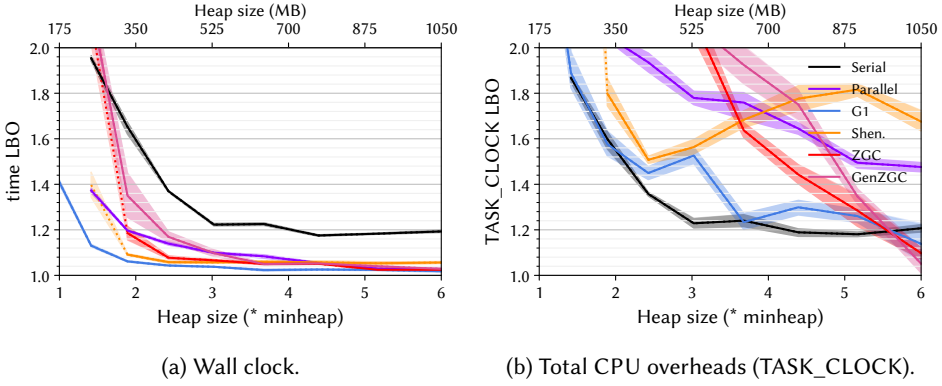 Heap size (MB)
175 350 525 700 875 1050
2.0
1.8
1.6
1.4
1.2
1.0
time LBO
1 2 3 4 5 6
Heap size (* minheap)
(a) Wall clock.
Heap size (MB)
175 350 525 700 875 1050
2.0
1.8
1.6
1.4
1.2
1.0
TASK_CLOCK LBO
Serial
Parallel
G1
Shen.
ZGC
GenZGC
1 2 3 4 5 6
Heap size (* minheap)
(b) Total CPU overheads (TASK_CLOCK).